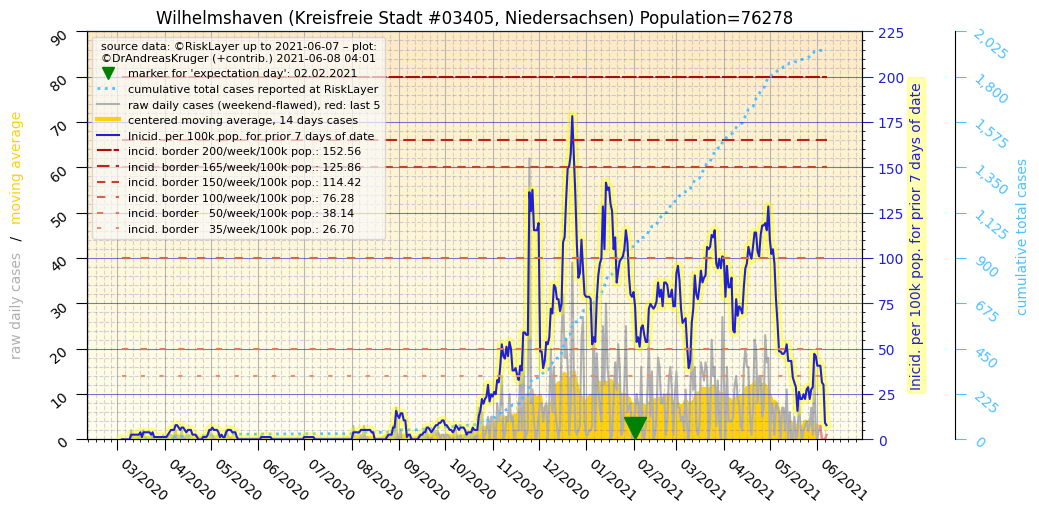 Wilhelmshaven (Kreisfreie Stadt #03405, Niedersachsen) Population=76278
source data: ©RiskLayer up to 2021-06-07 – plot:
©DrAndreasKruger (+contrib.) 2021-06-08 04:01
marker for 'expectation day': 02.02.2021
cumulative total cases reported at RiskLayer
raw daily cases (weekend-flawed), red: last 5
centered moving average, 14 days cases
Inicid. per 100k pop. for prior 7 days of date
incid. border 200/week/100k pop.: 152.56
incid. border 165/week/100k pop.: 125.86
incid. border 150/week/100k pop.: 114.42
incid. border 100/week/100k pop.: 76.28
incid. border   50/week/100k pop.: 38.14
incid. border   35/week/100k pop.: 26.70
raw daily cases / moving average
90
80
70
60
50
40
30
20
10
0
225
200
175
150
125
100
75
50
25
0
Inicid. per 100k pop. for prior 7 days of date
2,025
1,800
1,575
1,350
1,125
900
675
450
225
0
cumulative total cases
03/2020
04/2020
05/2020
06/2020
07/2020
08/2020
09/2020
10/2020
11/2020
12/2020
01/2021
02/2021
03/2021
04/2021
05/2021
06/2021